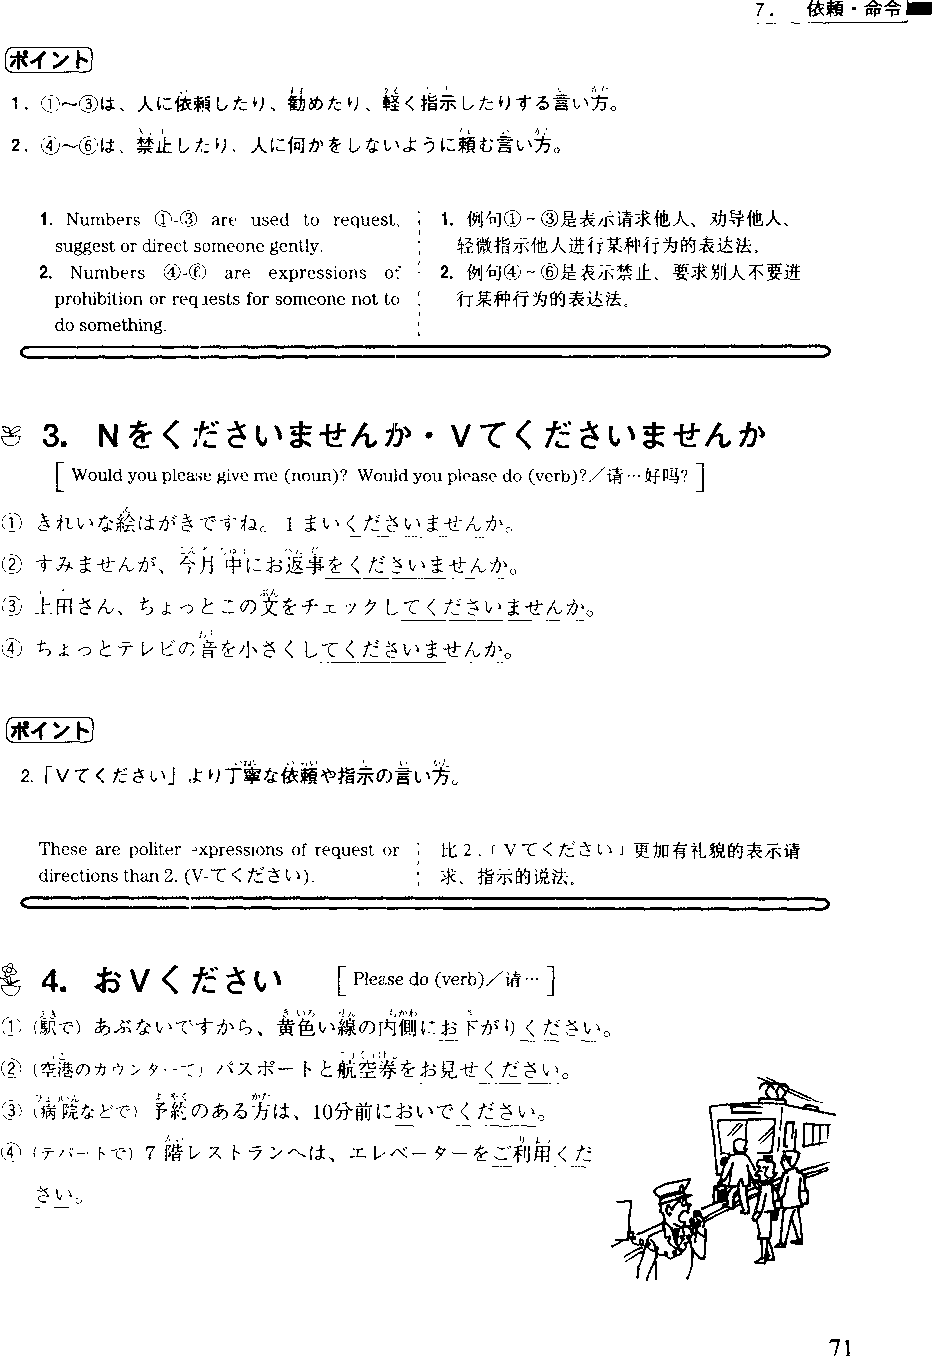 7. 依頼・命令
ポイント
1. ①〜③は、人に依頼したり、勧めたり、軽く指示したりする言い方。
2. ④〜⑥は、禁止したり、人に何かをしないように頼む言い方。
1. Numbers ①-③ are used to request, suggest or direct someone gently.
2. Numbers ④-⑥ are expressions of prohibition or requests for someone not to do something.
1. 例句①~③是表示请求他人、劝导他人、
轻微指示他人进行某种行为的表达法。
2. 例句④~⑥是表示禁止、要求别人不要进
行某种行为的表达法。
3. Nをくださいませんか・Vてくださいませんか
[Would you please give me (noun)? Would you please do (verb)?/请…好吗?]
① きれいな絵はがきですね。1まいくださいませんか。
② すみませんが、今月中にお返事をくださいませんか。
③ 上田さん、ちょっとこの文をチェックしてくださいませんか。
④ ちょっとテレビの音を小さくしてくださいませんか。
ポイント
2.「Vてください」より丁寧な依頼や指示の言い方。
These are politer expressions of request or
directions than 2. (V-てください).
比2.「Vてください」更加有礼貌的表示请
求、指示的说法。
4. おVください [Please do (verb)/请…]
① (駅で) あぶないですから、黄色い線の内側にお下がりください。
② (空港のカウンターで) パスポートと航空券をお見せください。
③ (病院などで) 予約のある方は、10分前においでください。
④ (デパートで) 7階レストランへは、エレベーターをご利用くだ
さい。
71